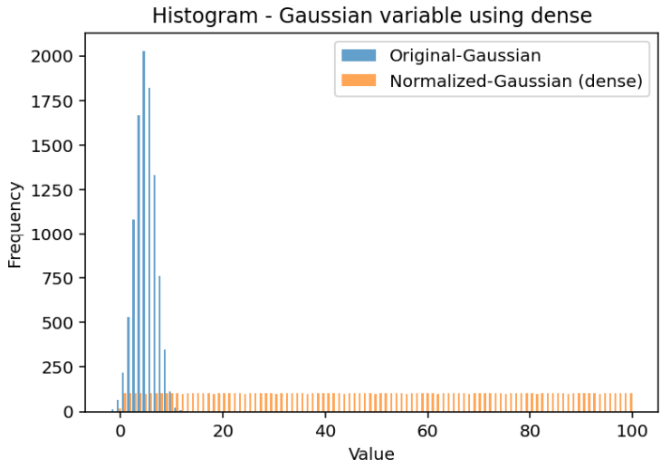 Histogram - Gaussian variable using dense
Original-Gaussian
Normalized-Gaussian (dense)
Frequency
2000
1750
1500
1250
1000
750
500
250
0
0 20 40 60 80 100
Value